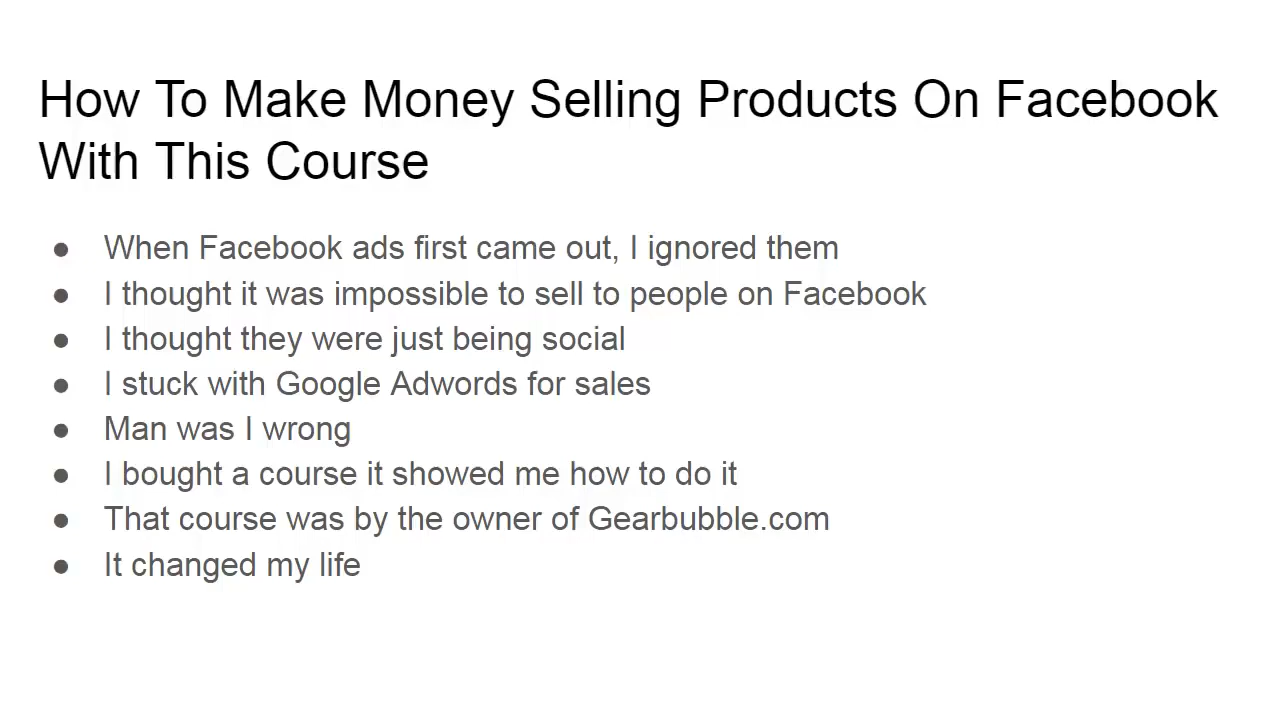 How To Make Money Selling Products On Facebook
With This Course
● When Facebook ads first came out, I ignored them
● I thought it was impossible to sell to people on Facebook
● I thought they were just being social
● I stuck with Google Adwords for sales
● Man was I wrong
● I bought a course it showed me how to do it
● That course was by the owner of Gearbubble.com
● It changed my life